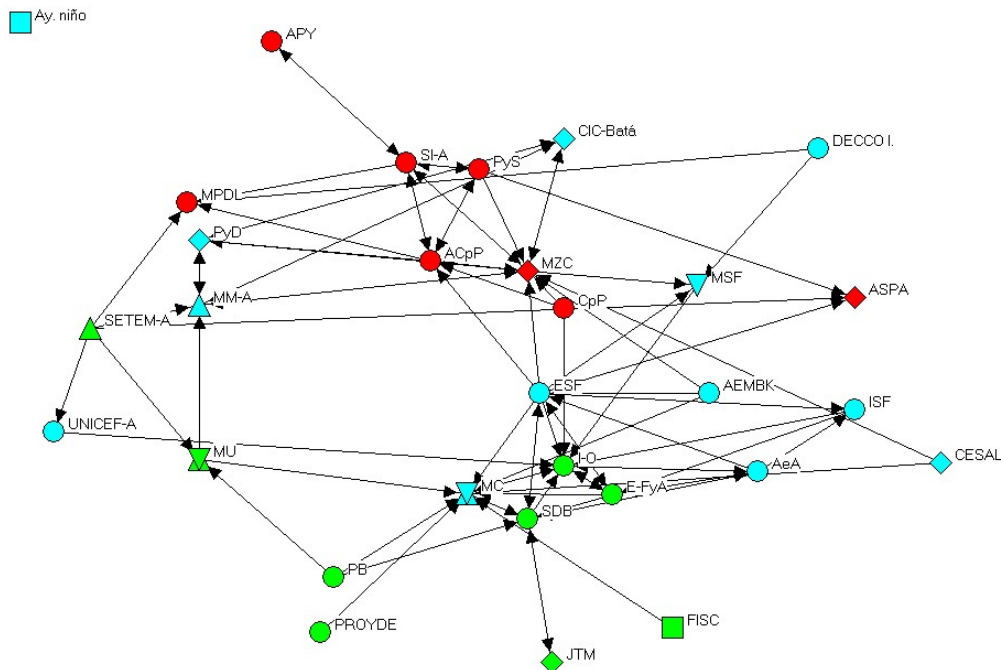 Ay. niño
APY
CIC-Batá
DECCO I.
SI-A
PyS
MPDL
PyD
ACpP
MZC
MSF
ASPA
MM-A
CpP
SETEM-A
ESF
AEMBK
ISF
UNICEF-A
MU
I-O
AeA
CESAL
MC
E-FyA
SDB
PB
PROYDE
FISC
JTM